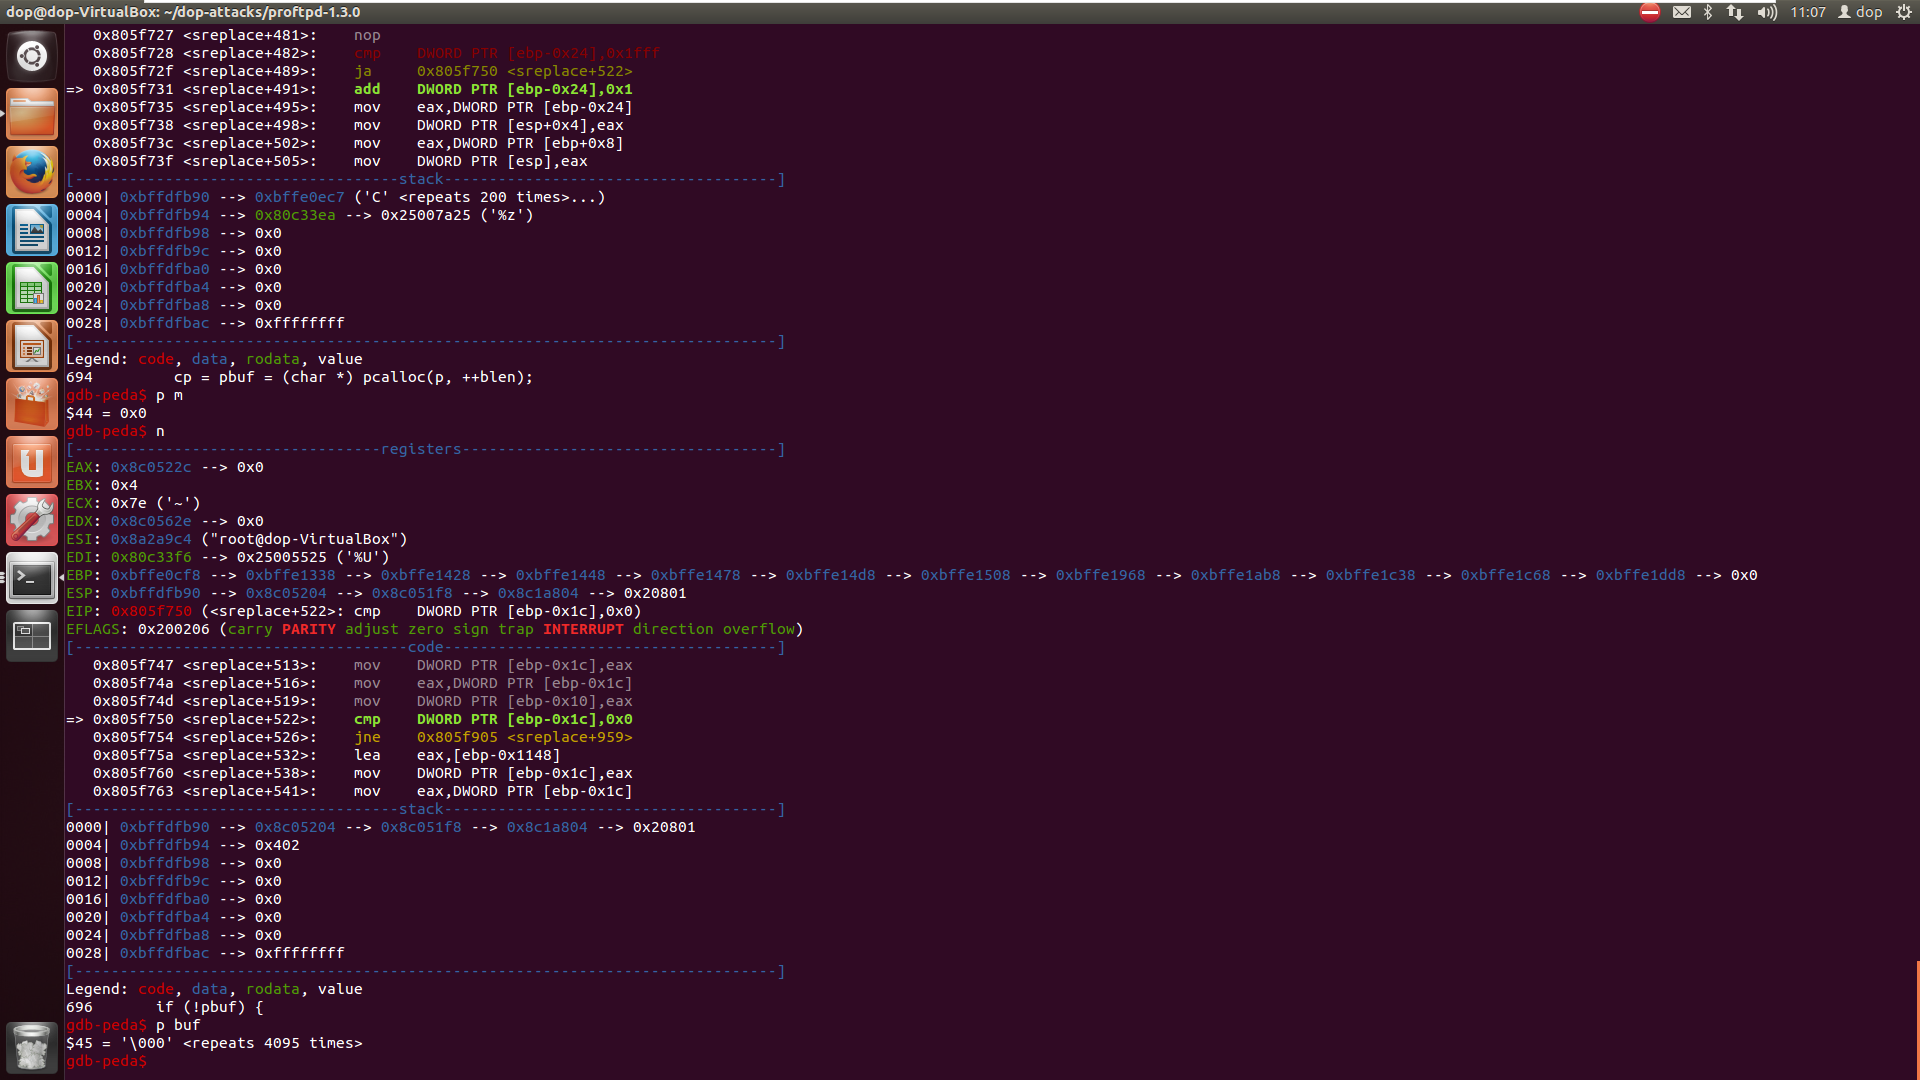 dop@dop-VirtualBox: ~/dop-attacks/proftpd-1.3.0 11:07 dop
0x805f727 <sreplace+481>: nop
0x805f728 <sreplace+482>: cmp DWORD PTR [ebp-0x24],0x1fff
0x805f72f <sreplace+489>: ja 0x805f750 <sreplace+522>
=> 0x805f731 <sreplace+491>: add DWORD PTR [ebp-0x24],0x1
0x805f735 <sreplace+495>: mov eax,DWORD PTR [ebp-0x24]
0x805f738 <sreplace+498>: mov DWORD PTR [esp+0x4],eax
0x805f73c <sreplace+502>: mov eax,DWORD PTR [ebp+0x8]
0x805f73f <sreplace+505>: mov DWORD PTR [esp],eax
[------------------------------------stack-------------------------------------]
0000| 0xbffdfb90 --> 0xbffe0ec7 ('C' <repeats 200 times>...)
0004| 0xbffdfb94 --> 0x80c33ea --> 0x25007a25 ('%z')
0008| 0xbffdfb98 --> 0x0
0012| 0xbffdfb9c --> 0x0
0016| 0xbffdfba0 --> 0x0
0020| 0xbffdfba4 --> 0x0
0024| 0xbffdfba8 --> 0x0
0028| 0xbffdfbac --> 0xffffffff
[------------------------------------------------------------------------------]
Legend: code, data, rodata, value
694 cp = pbuf = (char *) pcalloc(p, ++blen);
gdb-peda$ p m
$44 = 0x0
gdb-peda$ n
[----------------------------------registers-----------------------------------]
EAX: 0x8c0522c --> 0x0
EBX: 0x4
ECX: 0x7e ('~')
EDX: 0x8c0562e --> 0x0
ESI: 0x8a2a9c4 ("root@dop-VirtualBox")
EDI: 0x80c33f6 --> 0x25005525 ('%U')
EBP: 0xbffe0cf8 --> 0xbffe1338 --> 0xbffe1428 --> 0xbffe1448 --> 0xbffe1478 --> 0xbffe14d8 --> 0xbffe1508 --> 0xbffe1968 --> 0xbffe1ab8 --> 0xbffe1c38 --> 0xbffe1c68 --> 0xbffe1dd8 --> 0x0
ESP: 0xbffdfb90 --> 0x8c05204 --> 0x8c051f8 --> 0x8c1a804 --> 0x20801
EIP: 0x805f750 (<sreplace+522>: cmp DWORD PTR [ebp-0x1c],0x0)
EFLAGS: 0x200206 (carry PARITY adjust zero sign trap INTERRUPT direction overflow)
[-------------------------------------code-------------------------------------]
0x805f747 <sreplace+513>: mov DWORD PTR [ebp-0x1c],eax
0x805f74a <sreplace+516>: mov eax,DWORD PTR [ebp-0x1c]
0x805f74d <sreplace+519>: mov DWORD PTR [ebp-0x10],eax
=> 0x805f750 <sreplace+522>: cmp DWORD PTR [ebp-0x1c],0x0
0x805f754 <sreplace+526>: jne 0x805f905 <sreplace+959>
0x805f75a <sreplace+532>: lea eax,[ebp-0x1148]
0x805f760 <sreplace+538>: mov DWORD PTR [ebp-0x1c],eax
0x805f763 <sreplace+541>: mov eax,DWORD PTR [ebp-0x1c]
[------------------------------------stack-------------------------------------]
0000| 0xbffdfb90 --> 0x8c05204 --> 0x8c051f8 --> 0x8c1a804 --> 0x20801
0004| 0xbffdfb94 --> 0x402
0008| 0xbffdfb98 --> 0x0
0012| 0xbffdfb9c --> 0x0
0016| 0xbffdfba0 --> 0x0
0020| 0xbffdfba4 --> 0x0
0024| 0xbffdfba8 --> 0x0
0028| 0xbffdfbac --> 0xffffffff
[------------------------------------------------------------------------------]
Legend: code, data, rodata, value
696 if (!pbuf) {
gdb-peda$ p buf
$45 = '\000' <repeats 4095 times>
gdb-peda$